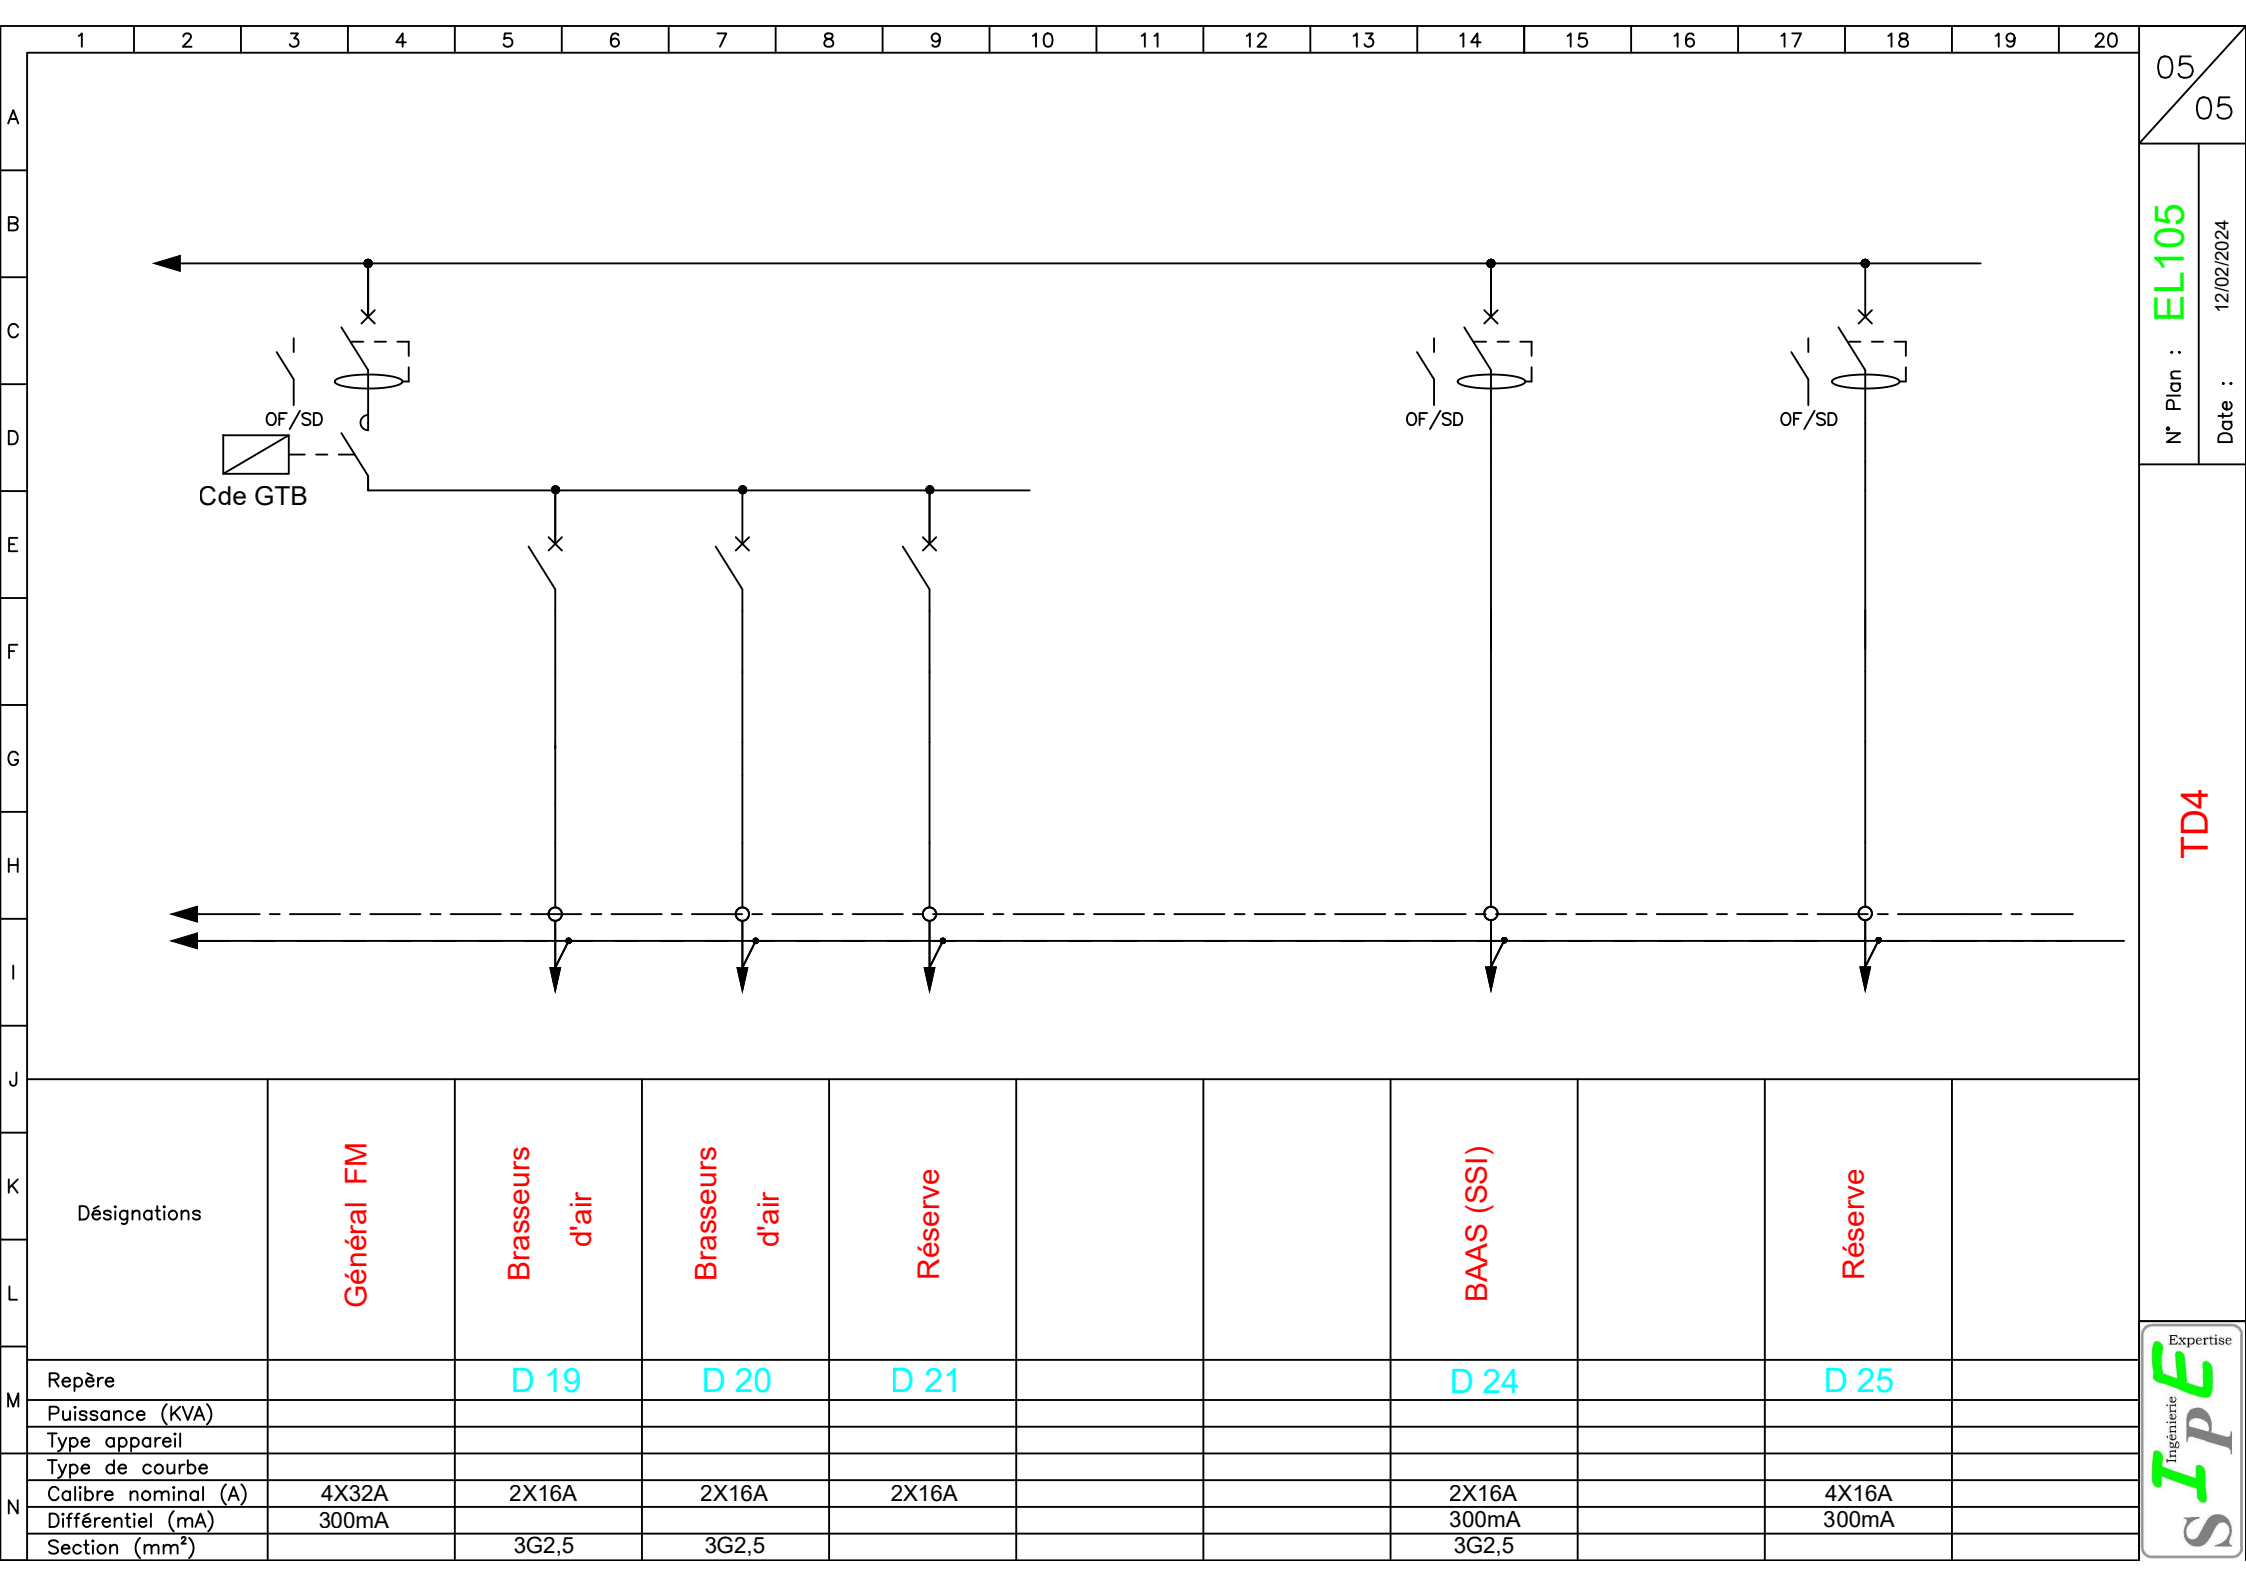 1 2 3 4 5 6 7 8 9 10 11 12 13 14 15 16 17 18 19 20
05
05
A
B
C
D
E
F
G
H
I
J
K
L
M
N
N° Plan : EL105
Date : 12/02/2024
TD4
OF/SD
Cde GTB
OF/SD
OF/SD
Désignations
Général FM
Brasseurs
d'air
Brasseurs
d'air
Réserve
BAAS (SSI)
Réserve
Repère D 19 D 20 D 21 D 24 D 25
Puissance (KVA)
Type appareil
Type de courbe
Calibre nominal (A) 4X32A 2X16A 2X16A 2X16A 2X16A 4X16A
Différentiel (mA) 300mA 300mA 300mA
Section (mm²) 3G2,5 3G2,5 3G2,5
SIPE
Ingénierie
Expertise